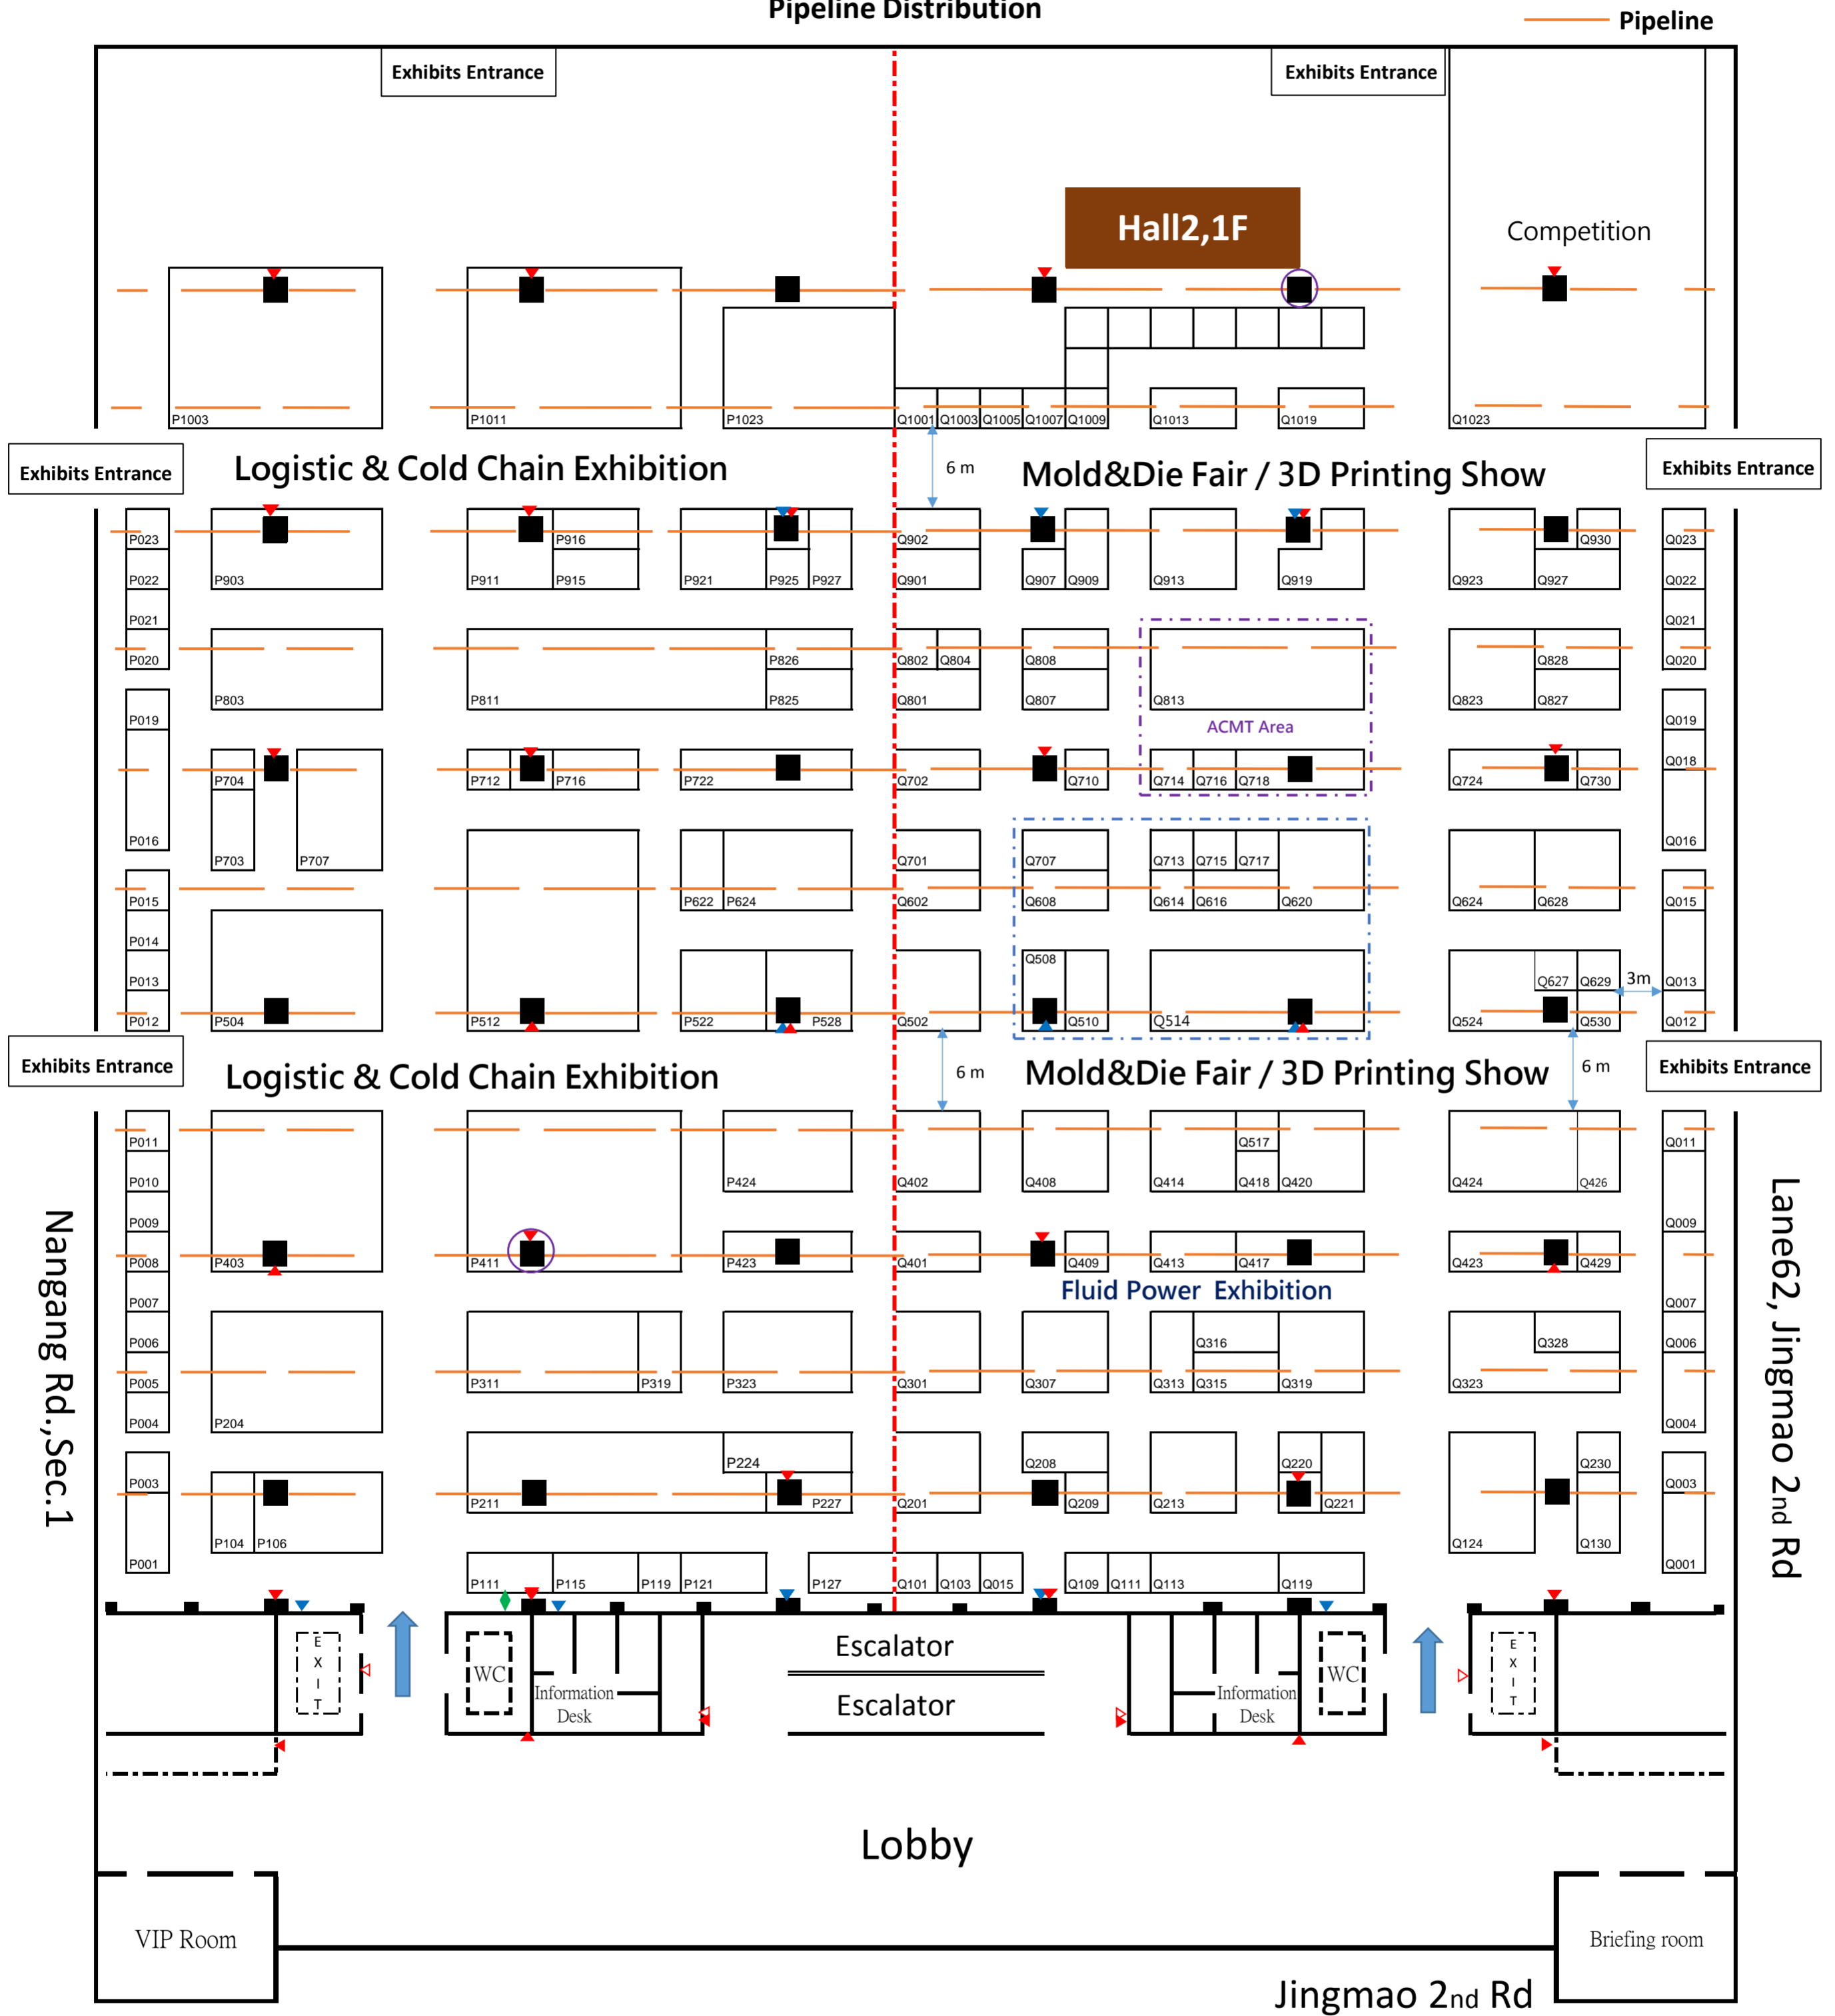 Pipeline Distribution
Pipeline
Exhibits Entrance
Exhibits Entrance
Hall2,1F
Competition
P1003
P1011
P1023
Q1001
Q1003
Q1005
Q1007
Q1009
Q1013
Q1019
Q1023
Exhibits Entrance
Logistic & Cold Chain Exhibition
6 m
Mold&Die Fair / 3D Printing Show
Exhibits Entrance
P023
P916
Q902
Q930
Q023
P022
P903
P911
P915
P921
P925
P927
Q901
Q907
Q909
Q913
Q919
Q923
Q927
Q022
P021
Q021
P020
P826
Q802
Q804
Q808
Q828
Q020
P803
P811
P825
Q801
Q807
Q813
Q823
Q827
P019
Q019
ACMT Area
Q018
P704
P712
P716
P722
Q702
Q710
Q714
Q716
Q718
Q724
Q730
P016
Q016
P703
P707
Q701
Q707
Q713
Q715
Q717
P015
P622
P624
Q602
Q608
Q614
Q616
Q620
Q624
Q628
Q015
P014
Q508
P013
Q627
Q629
3m
Q013
P012
P504
P512
P522
P528
Q502
Q510
Q514
Q524
Q530
Q012
Exhibits Entrance
Logistic & Cold Chain Exhibition
6 m
Mold&Die Fair / 3D Printing Show
6 m
Exhibits Entrance
P011
Q517
Q011
P010
P424
Q402
Q408
Q414
Q418
Q420
Q424
Q426
P009
Q009
P008
P403
P411
P423
Q401
Q409
Q413
Q417
Q423
Q429
Fluid Power Exhibition
P007
Q007
P006
Q316
Q328
Q006
P005
P311
P319
P323
Q301
Q307
Q313
Q315
Q319
Q323
P004
P204
Q004
P224
Q208
Q220
Q230
P003
Q003
P211
P227
Q201
Q209
Q213
Q221
P104
P106
Q124
Q130
P001
Q001
P111
P115
P119
P121
P127
Q101
Q103
Q015
Q109
Q111
Q113
Q119
Nangang Rd.,Sec.1
Lane62, Jingmao 2nd Rd
EXIT
WC
Information
Desk
Escalator
Escalator
Information
Desk
WC
EXIT
Lobby
VIP Room
Briefing room
Jingmao 2nd Rd